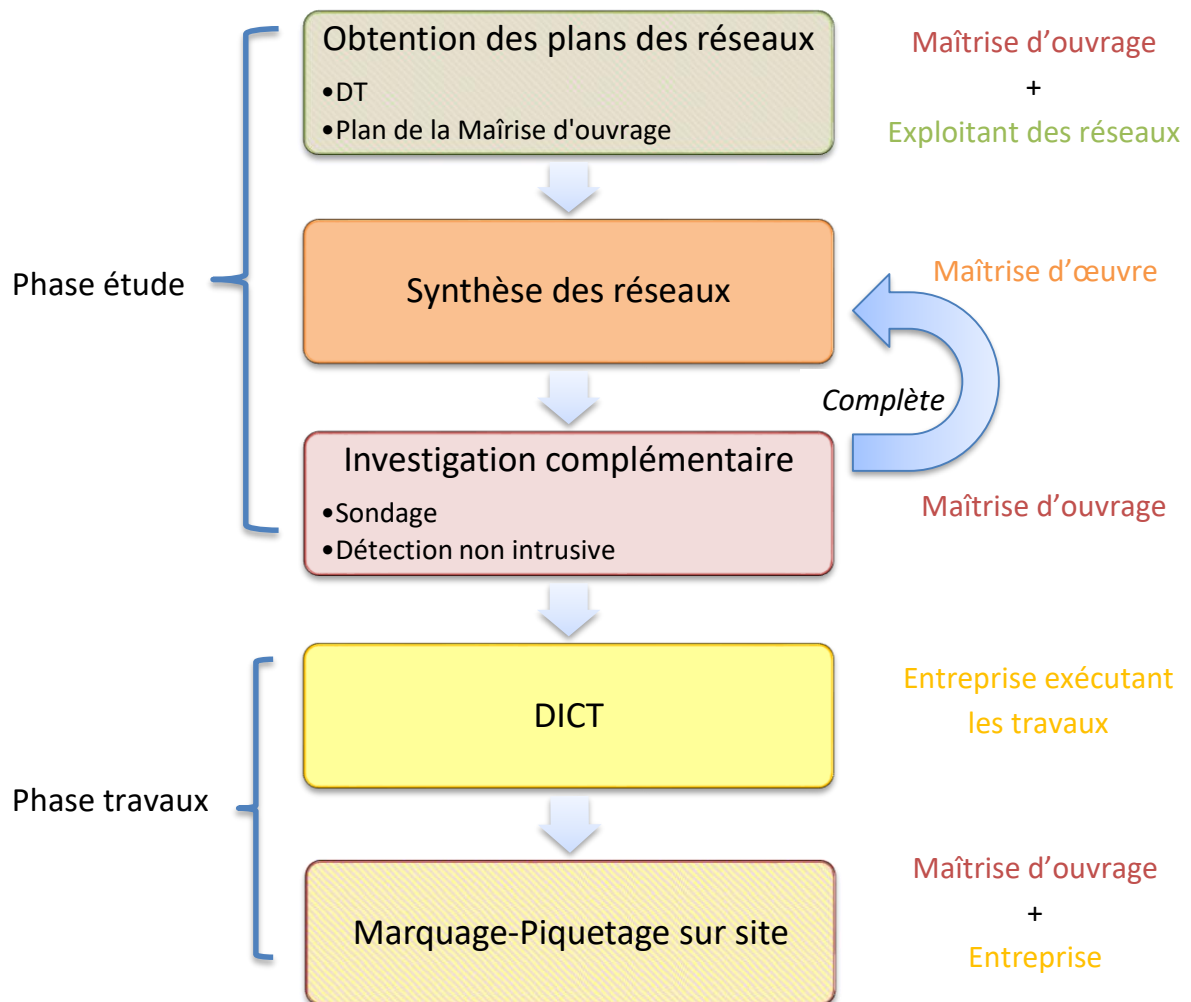 Obtention des plans des réseaux
•DT
•Plan de la Maîrise d'ouvrage
Maîtrise d’ouvrage
+
Exploitant des réseaux
Phase étude
Synthèse des réseaux
Maîtrise d’œuvre
Complète
Investigation complémentaire
•Sondage
•Détection non intrusive
Maîtrise d’ouvrage
DICT
Entreprise exécutant
les travaux
Phase travaux
Marquage-Piquetage sur site
Maîtrise d’ouvrage
+
Entreprise